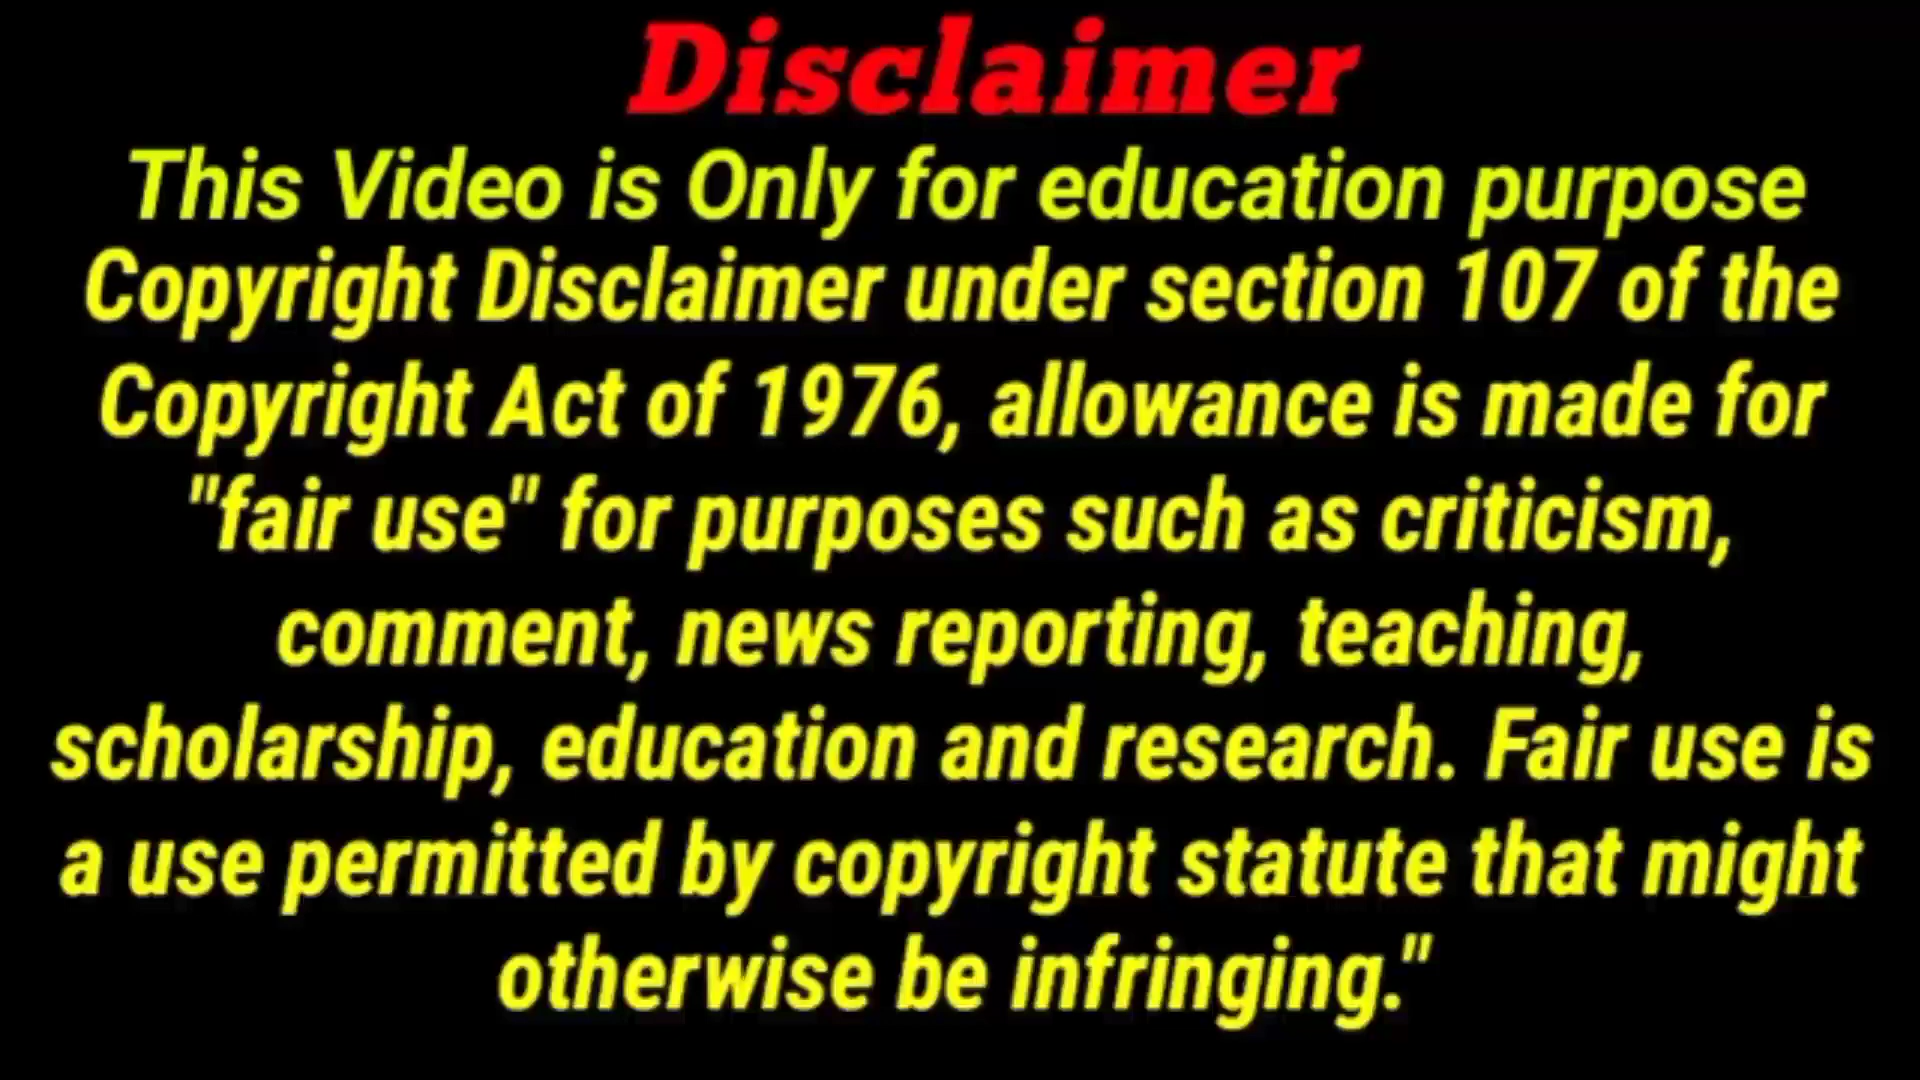 Disclaimer
This Video is Only for education purpose
Copyright Disclaimer under section 107 of the
Copyright Act of 1976, allowance is made for
"fair use" for purposes such as criticism,
comment, news reporting, teaching,
scholarship, education and research. Fair use is
a use permitted by copyright statute that might
otherwise be infringing."